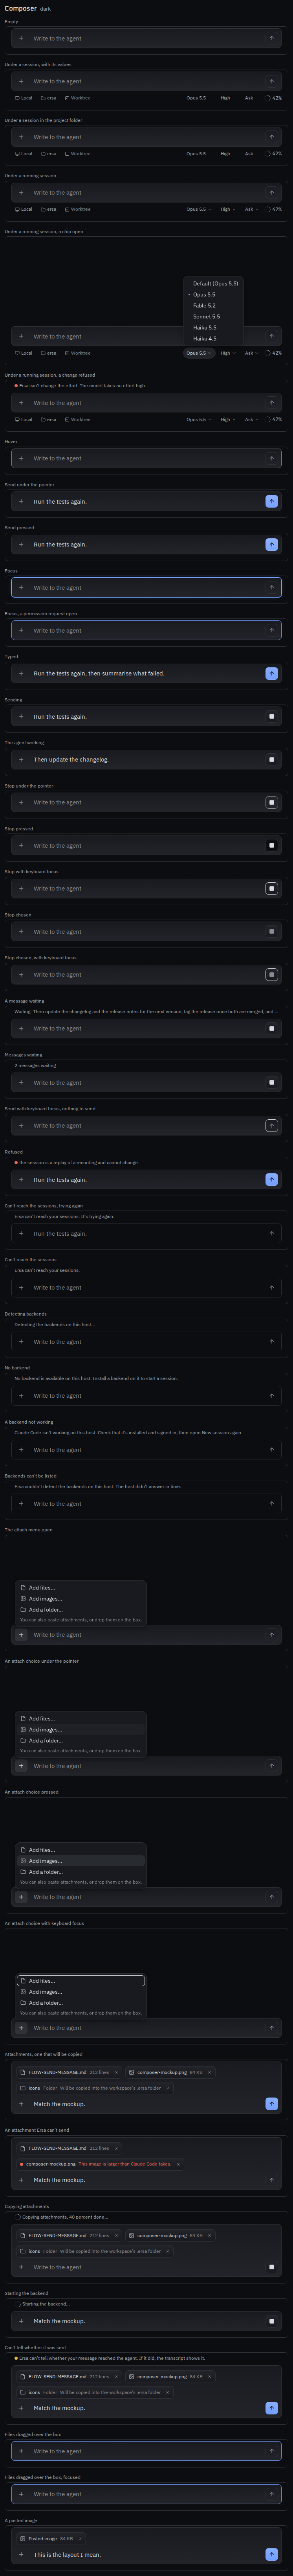 Composer dark
Empty
Write to the agent
Under a session, with its values
Write to the agent
Local ersa Worktree Opus 5.5 High Ask 42%
Under a session in the project folder
Write to the agent
Local ersa Worktree Opus 5.5 High Ask 42%
Under a running session
Write to the agent
Local ersa Worktree Opus 5.5 High Ask 42%
Under a running session, a chip open
Default (Opus 5.5)
Opus 5.5
Fable 5.2
Sonnet 5.5
Haiku 5.5
Haiku 4.5
Write to the agent
Local ersa Worktree Opus 5.5 High Ask 42%
Under a running session, a change refused
Ersa can't change the effort. The model takes no effort high.
Write to the agent
Local ersa Worktree Opus 5.5 High Ask 42%
Hover
Write to the agent
Send under the pointer
Run the tests again.
Send pressed
Run the tests again.
Focus
Write to the agent
Focus, a permission request open
Write to the agent
Typed
Run the tests again, then summarise what failed.
Sending
Run the tests again.
The agent working
Then update the changelog.
Stop under the pointer
Write to the agent
Stop pressed
Write to the agent
Stop with keyboard focus
Write to the agent
Stop chosen
Write to the agent
Stop chosen, with keyboard focus
Write to the agent
A message waiting
Waiting: Then update the changelog and the release notes for the next version, tag the release once both are merged, and ...
Write to the agent
Messages waiting
2 messages waiting
Write to the agent
Send with keyboard focus, nothing to send
Write to the agent
Refused
the session is a replay of a recording and cannot change
Run the tests again.
Can't reach the sessions, trying again
Ersa can't reach your sessions. It's trying again.
Run the tests again.
Can't reach the sessions
Ersa can't reach your sessions.
Write to the agent
Detecting backends
Detecting the backends on this host...
Write to the agent
No backend
No backend is available on this host. Install a backend on it to start a session.
Write to the agent
A backend not working
Claude Code isn't working on this host. Check that it's installed and signed in, then open New session again.
Write to the agent
Backends can't be listed
Ersa couldn't detect the backends on this host. The host didn't answer in time.
Write to the agent
The attach menu open
Add files...
Add images...
Add a folder...
You can also paste attachments, or drop them on the box.
Write to the agent
An attach choice under the pointer
Add files...
Add images...
Add a folder...
You can also paste attachments, or drop them on the box.
Write to the agent
An attach choice pressed
Add files...
Add images...
Add a folder...
You can also paste attachments, or drop them on the box.
Write to the agent
An attach choice with keyboard focus
Add files...
Add images...
Add a folder...
You can also paste attachments, or drop them on the box.
Write to the agent
Attachments, one that will be copied
FLOW-SEND-MESSAGE.md 212 lines × composer-mockup.png 84 KB ×
icons Folder Will be copied into the workspace's .ersa folder ×
Match the mockup.
An attachment Ersa can't send
FLOW-SEND-MESSAGE.md 212 lines ×
composer-mockup.png This image is larger than Claude Code takes. ×
Match the mockup.
Copying attachments
Copying attachments, 40 percent done...
FLOW-SEND-MESSAGE.md 212 lines × composer-mockup.png 84 KB ×
icons Folder Will be copied into the workspace's .ersa folder ×
Write to the agent
Starting the backend
Starting the backend...
Match the mockup.
Can't tell whether it was sent
Ersa can't tell whether your message reached the agent. If it did, the transcript shows it.
FLOW-SEND-MESSAGE.md 212 lines × composer-mockup.png 84 KB ×
icons Folder Will be copied into the workspace's .ersa folder ×
Match the mockup.
Files dragged over the box
Write to the agent
Files dragged over the box, focused
Write to the agent
A pasted image
Pasted image 84 KB ×
This is the layout I mean.